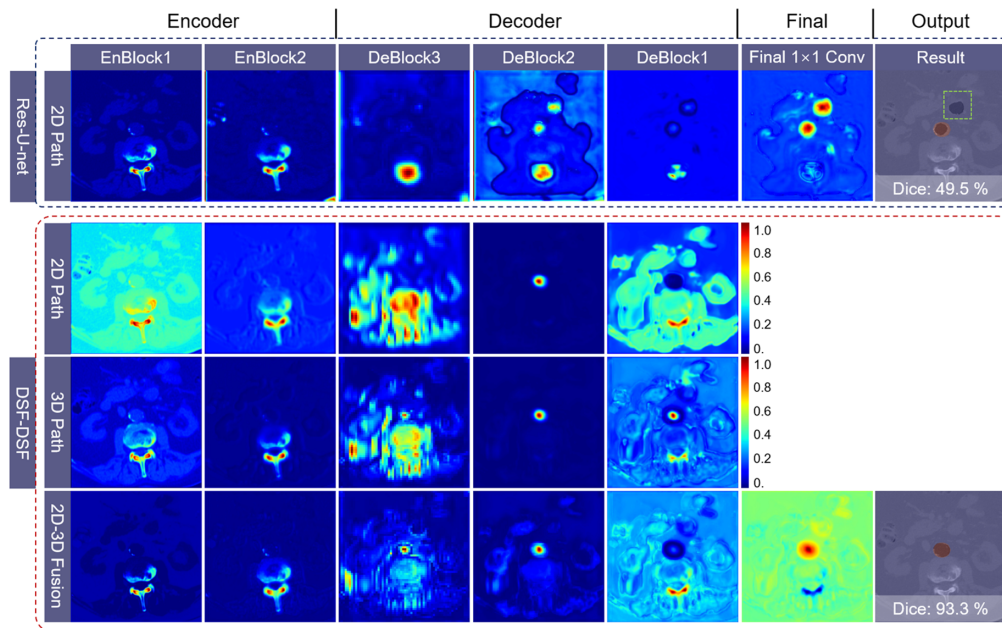 Encoder
Decoder
Final
Output
EnBlock1
EnBlock2
DeBlock3
DeBlock2
DeBlock1
Final 1×1 Conv
Result
Res-U-net
2D Path
Dice: 49.5 %
DSF-DSF
2D Path
1.0
0.8
0.6
0.4
0.2
0.
3D Path
1.0
0.8
0.6
0.4
0.2
0.
2D-3D Fusion
Dice: 93.3 %